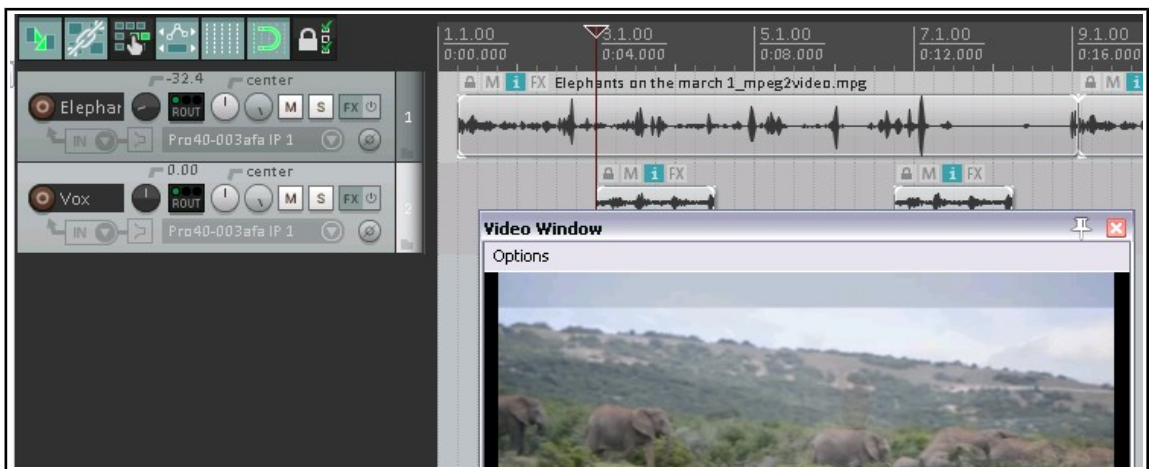 1.1.00 3.1.00 5.1.00 7.1.00 9.1.00
0:00.000 0:04.000 0:08.000 0:12.000 0:16.000
-32.4 center
M i FX Elephants on the march 1_mpeg2video.mpg M i
Elephar ROUT M S FX 1
IN Pro40-003afa IP 1
0.00 center
M i FX M i FX
Vox ROUT M S FX 2
IN Pro40-003afa IP 1
Video Window
Options